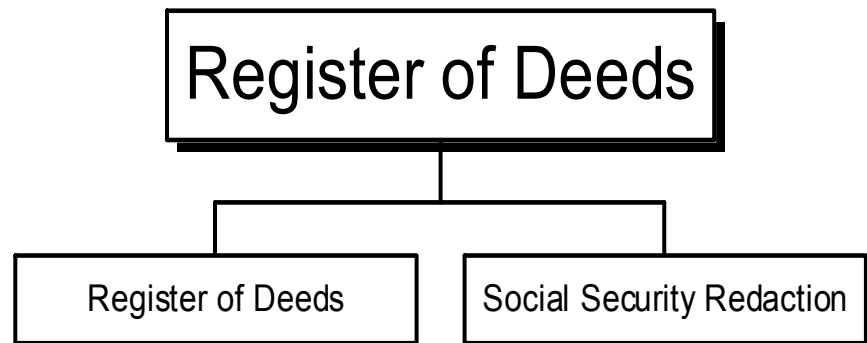 Register of Deeds
Register of Deeds
Social Security Redaction